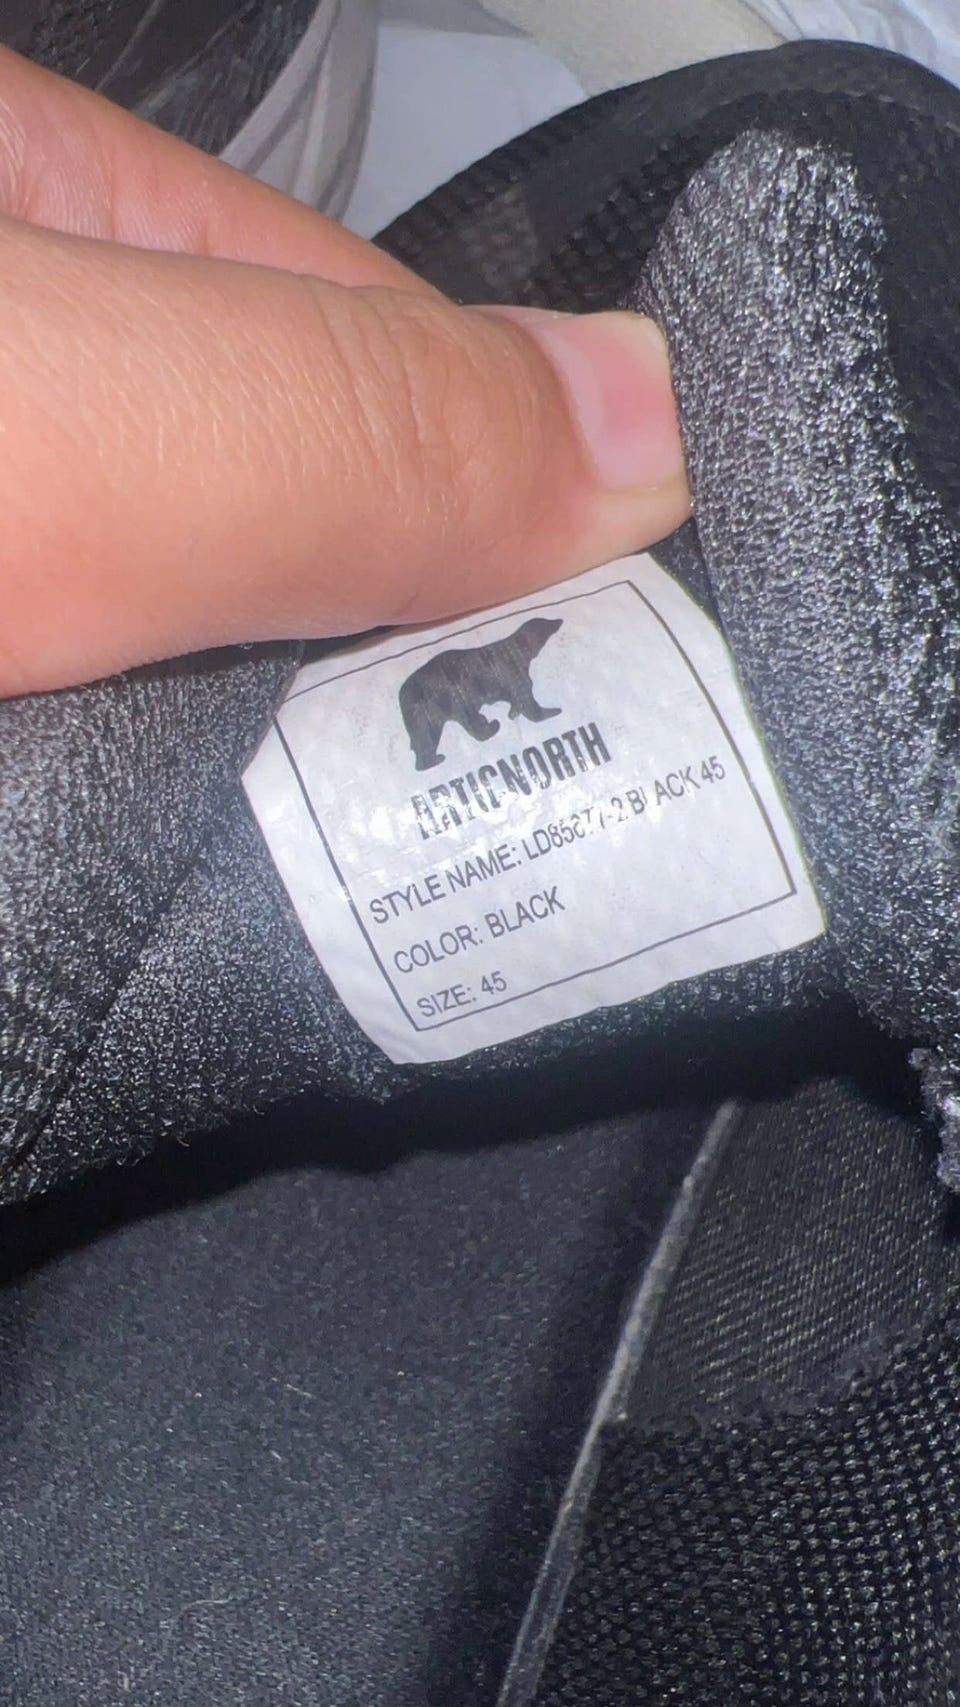 ARTICNORTH
STYLE NAME: BLACK 45
COLOR: BLACK
SIZE: 45